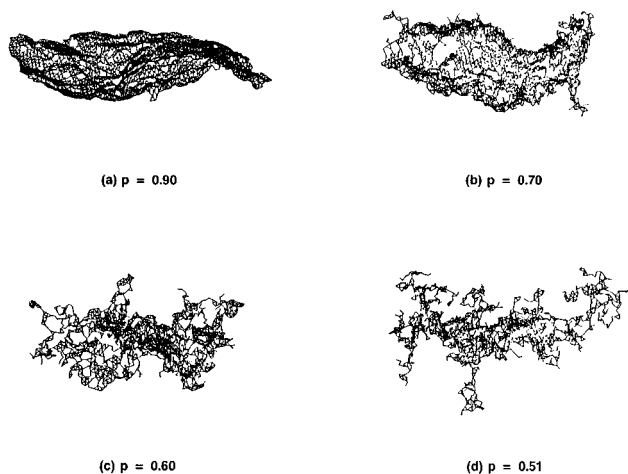 (a) p = 0.90
(b) p = 0.70
(c) p = 0.60
(d) p = 0.51